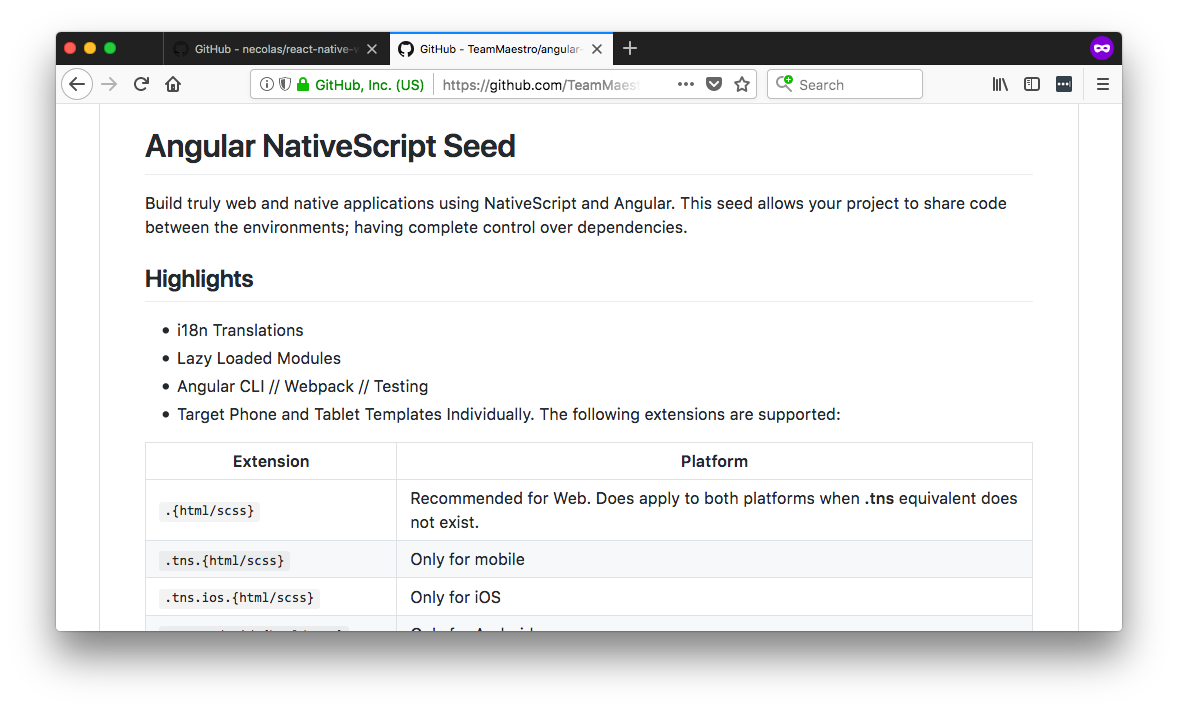 GitHub - necolas/react-native-
GitHub - TeamMaestro/angular-
GitHub, Inc. (US)
https://github.com/TeamMaest
Search
Angular NativeScript Seed
Build truly web and native applications using NativeScript and Angular. This seed allows your project to share code
between the environments; having complete control over dependencies.
Highlights
i18n Translations
Lazy Loaded Modules
Angular CLI // Webpack // Testing
Target Phone and Tablet Templates Individually. The following extensions are supported:
Extension
Platform
.{html/scss}
Recommended for Web. Does apply to both platforms when .tns equivalent does
not exist.
.tns.{html/scss}
Only for mobile
.tns.ios.{html/scss}
Only for iOS